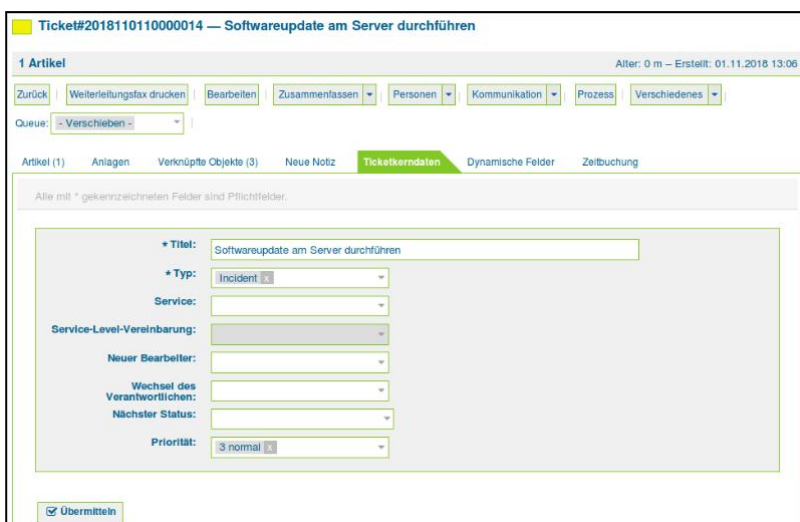 Ticket#2018110110000014 — Softwareupdate am Server durchführen
1 Artikel Alter: 0 m – Erstellt: 01.11.2018 13:06
Zurück Weiterleitungsfax drucken Bearbeiten Zusammenfassen Personen Kommunikation Prozess Verschiedenes
Queue: - Verschieben -
Artikel (1) Anlagen Verknüpfte Objekte (3) Neue Notiz Ticketkerndaten Dynamische Felder Zeitbuchung
Alle mit * gekennzeichneten Felder sind Pflichtfelder.
* Titel: Softwareupdate am Server durchführen
* Typ: Incident x
Service:
Service-Level-Vereinbarung:
Neuer Bearbeiter:
Wechsel des
Verantwortlichen:
Nächster Status:
Priorität: 3 normal x
Übermitteln